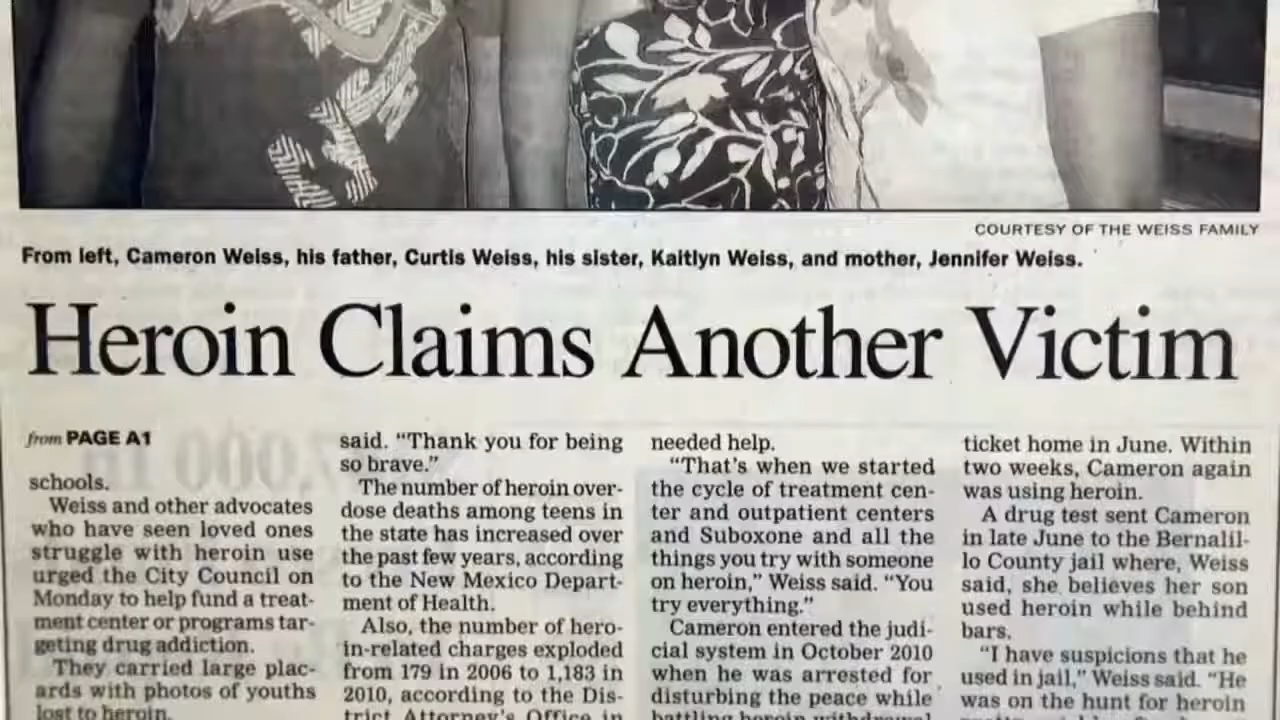 COURTESY OF THE WEISS FAMILY
From left, Cameron Weiss, his father, Curtis Weiss, his sister, Kaitlyn Weiss, and mother, Jennifer Weiss.
Heroin Claims Another Victim
from PAGE A1
schools.
Weiss and other advocates
who have seen loved ones
struggle with heroin use
urged the City Council on
Monday to help fund a treat-
ment center or programs tar-
geting drug addiction.
They carried large plac-
ards with photos of youths
lost to heroin.
said. “Thank you for being
so brave.”
The number of heroin over-
dose deaths among teens in
the state has increased over
the past few years, according
to the New Mexico Depart-
ment of Health.
Also, the number of hero-
in-related charges exploded
from 179 in 2006 to 1,183 in
2010, according to the Dis-
trict Attorney’s Office in
needed help.
“That’s when we started
the cycle of treatment cen-
ter and outpatient centers
and Suboxone and all the
things you try with someone
on heroin,” Weiss said. “You
try everything.”
Cameron entered the judi-
cial system in October 2010
when he was arrested for
disturbing the peace while
battling heroin withdrawal
ticket home in June. Within
two weeks, Cameron again
was using heroin.
A drug test sent Cameron
in late June to the Bernalil-
lo County jail where, Weiss
said, she believes her son
used heroin while behind
bars.
“I have suspicions that he
used in jail,” Weiss said. “He
was on the hunt for heroin